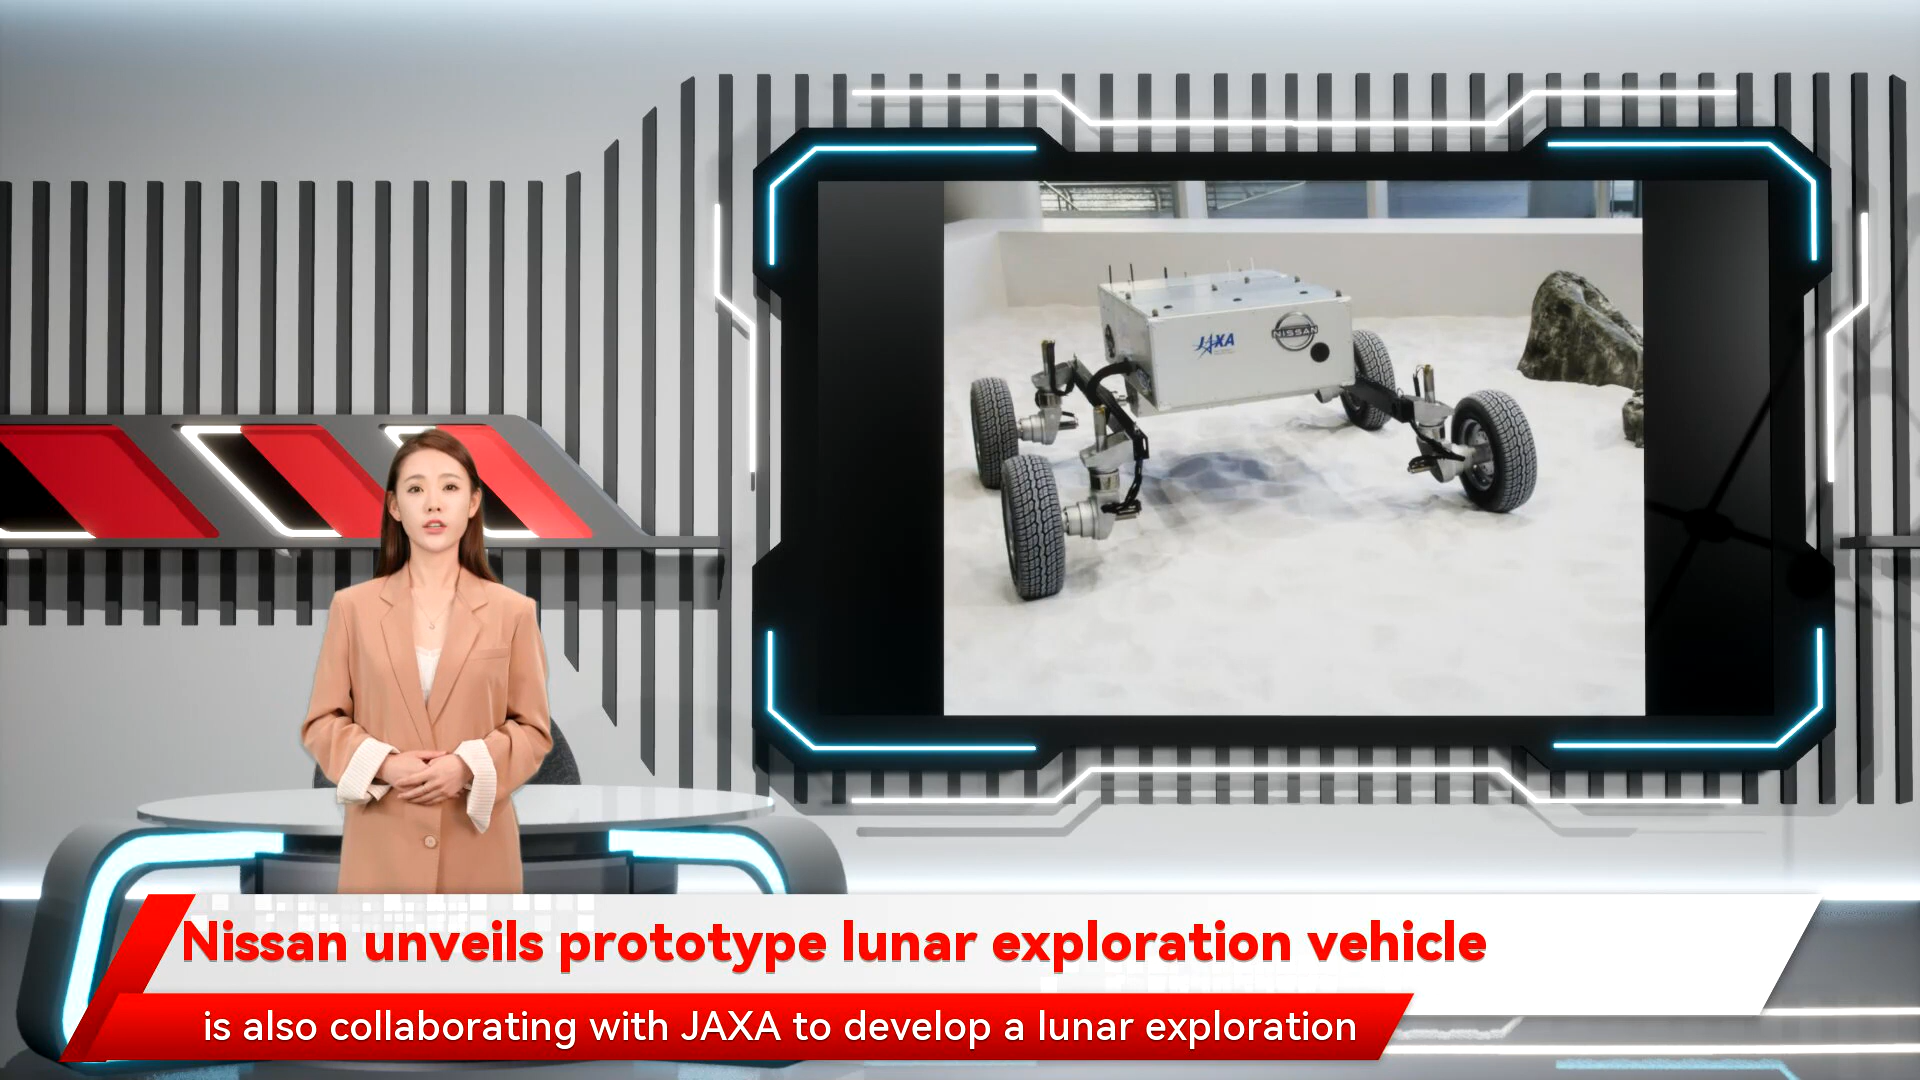 JAXA
NISSAN
Nissan unveils prototype lunar exploration vehicle
is also collaborating with JAXA to develop a lunar exploration